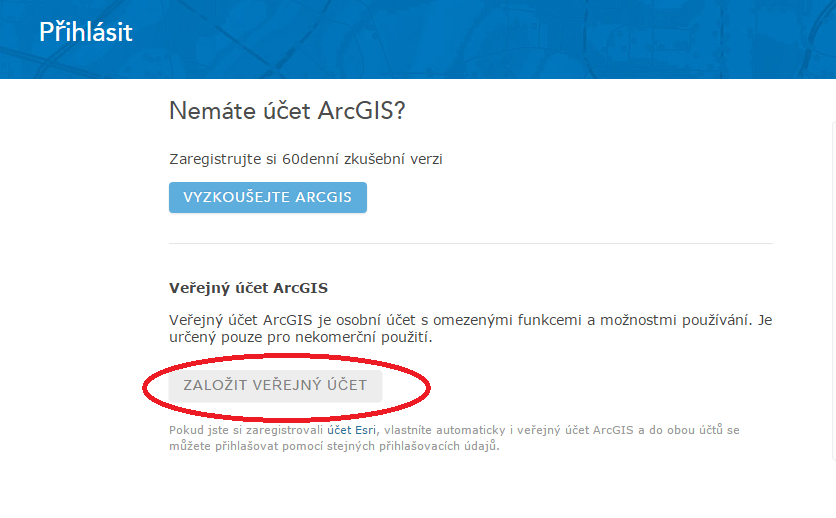 Přihlásit
Nemáte účet ArcGIS?
Zaregistrujte si 60denní zkušební verzi
VYZKOUŠEJTE ARCGIS
Veřejný účet ArcGIS
Veřejný účet ArcGIS je osobní účet s omezenými funkcemi a možnostmi používání. Je
určený pouze pro nekomerční použití.
ZALOŽIT VEŘEJNÝ ÚČET
Pokud jste si zaregistrovali účet Esri, vlastníte automaticky i veřejný účet ArcGIS a do obou účtů se
můžete přihlašovat pomocí stejných přihlašovacích údajů.